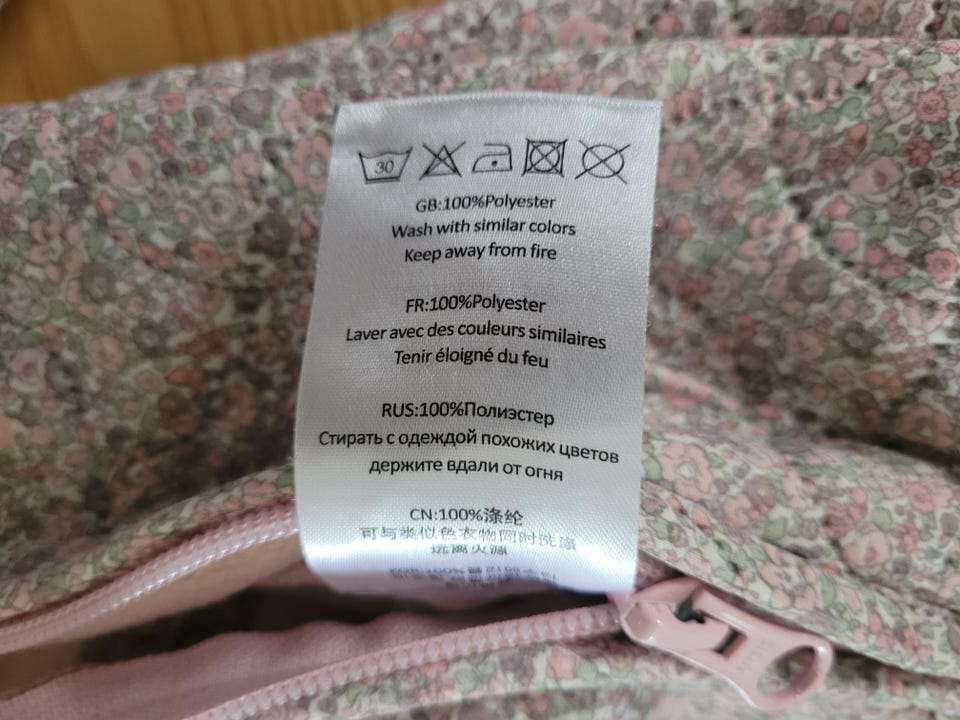 30
GB:100%Polyester
Wash with similar colors
Keep away from fire
FR:100%Polyester
Laver avec des couleurs similaires
Tenir éloigné du feu
RUS:100%Полиэстер
Стирать с одеждой похожих цветов
держите вдали от огня
CN:100%涤纶
可与类似色衣物同时洗涤
远离火源